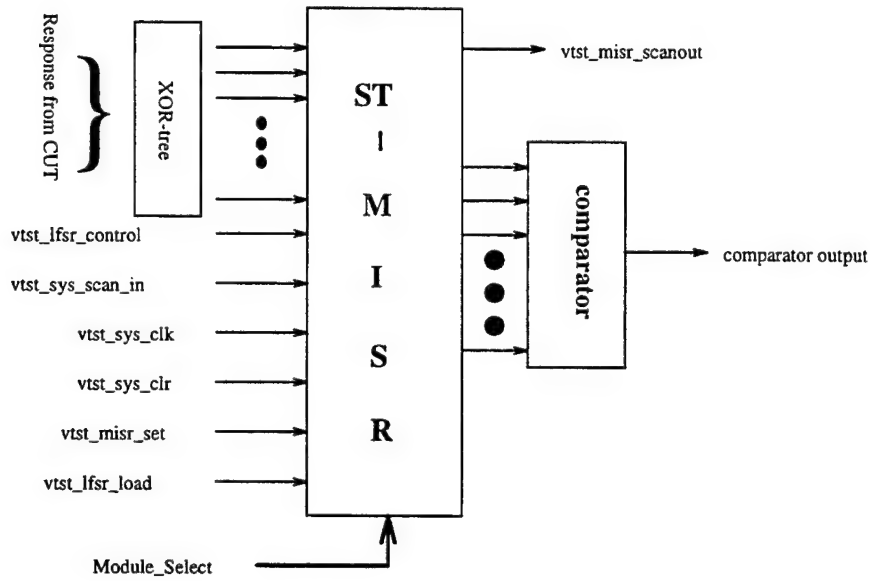 Response from CUT
XOR-tree
vtst_lfsr_control
vtst_sys_scan_in
vtst_sys_clk
vtst_sys_clr
vtst_misr_set
vtst_lfsr_load
Module_Select
ST
-
M
I
S
R
vtst_misr_scanout
comparator
comparator output